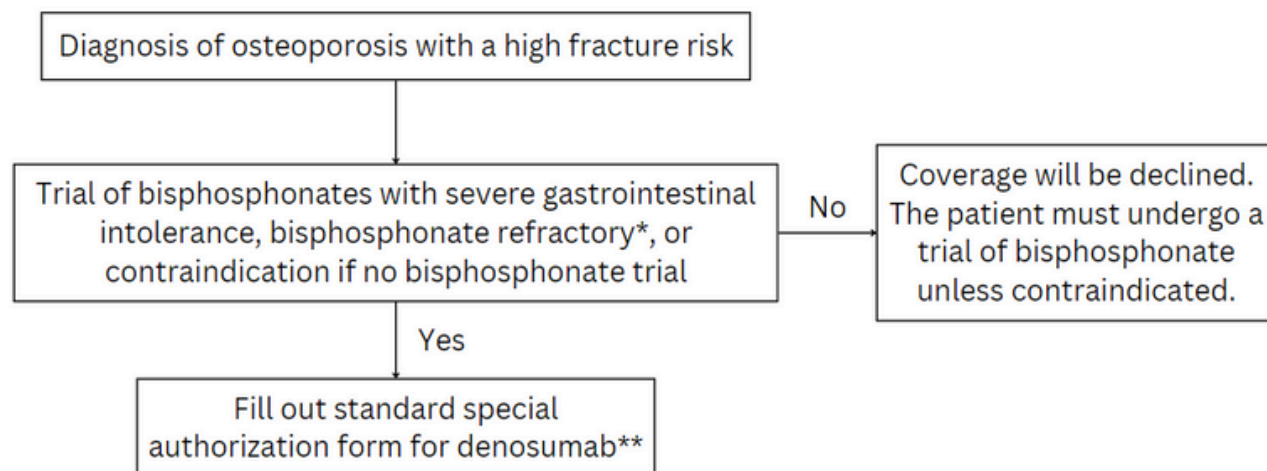 Diagnosis of osteoporosis with a high fracture risk
Trial of bisphosphonates with severe gastrointestinal
intolerance, bisphosphonate refractory*, or
contraindication if no bisphosphonate trial
No
Coverage will be declined.
The patient must undergo a
trial of bisphosphonate
unless contraindicated.
Yes
Fill out standard special
authorization form for denosumab**